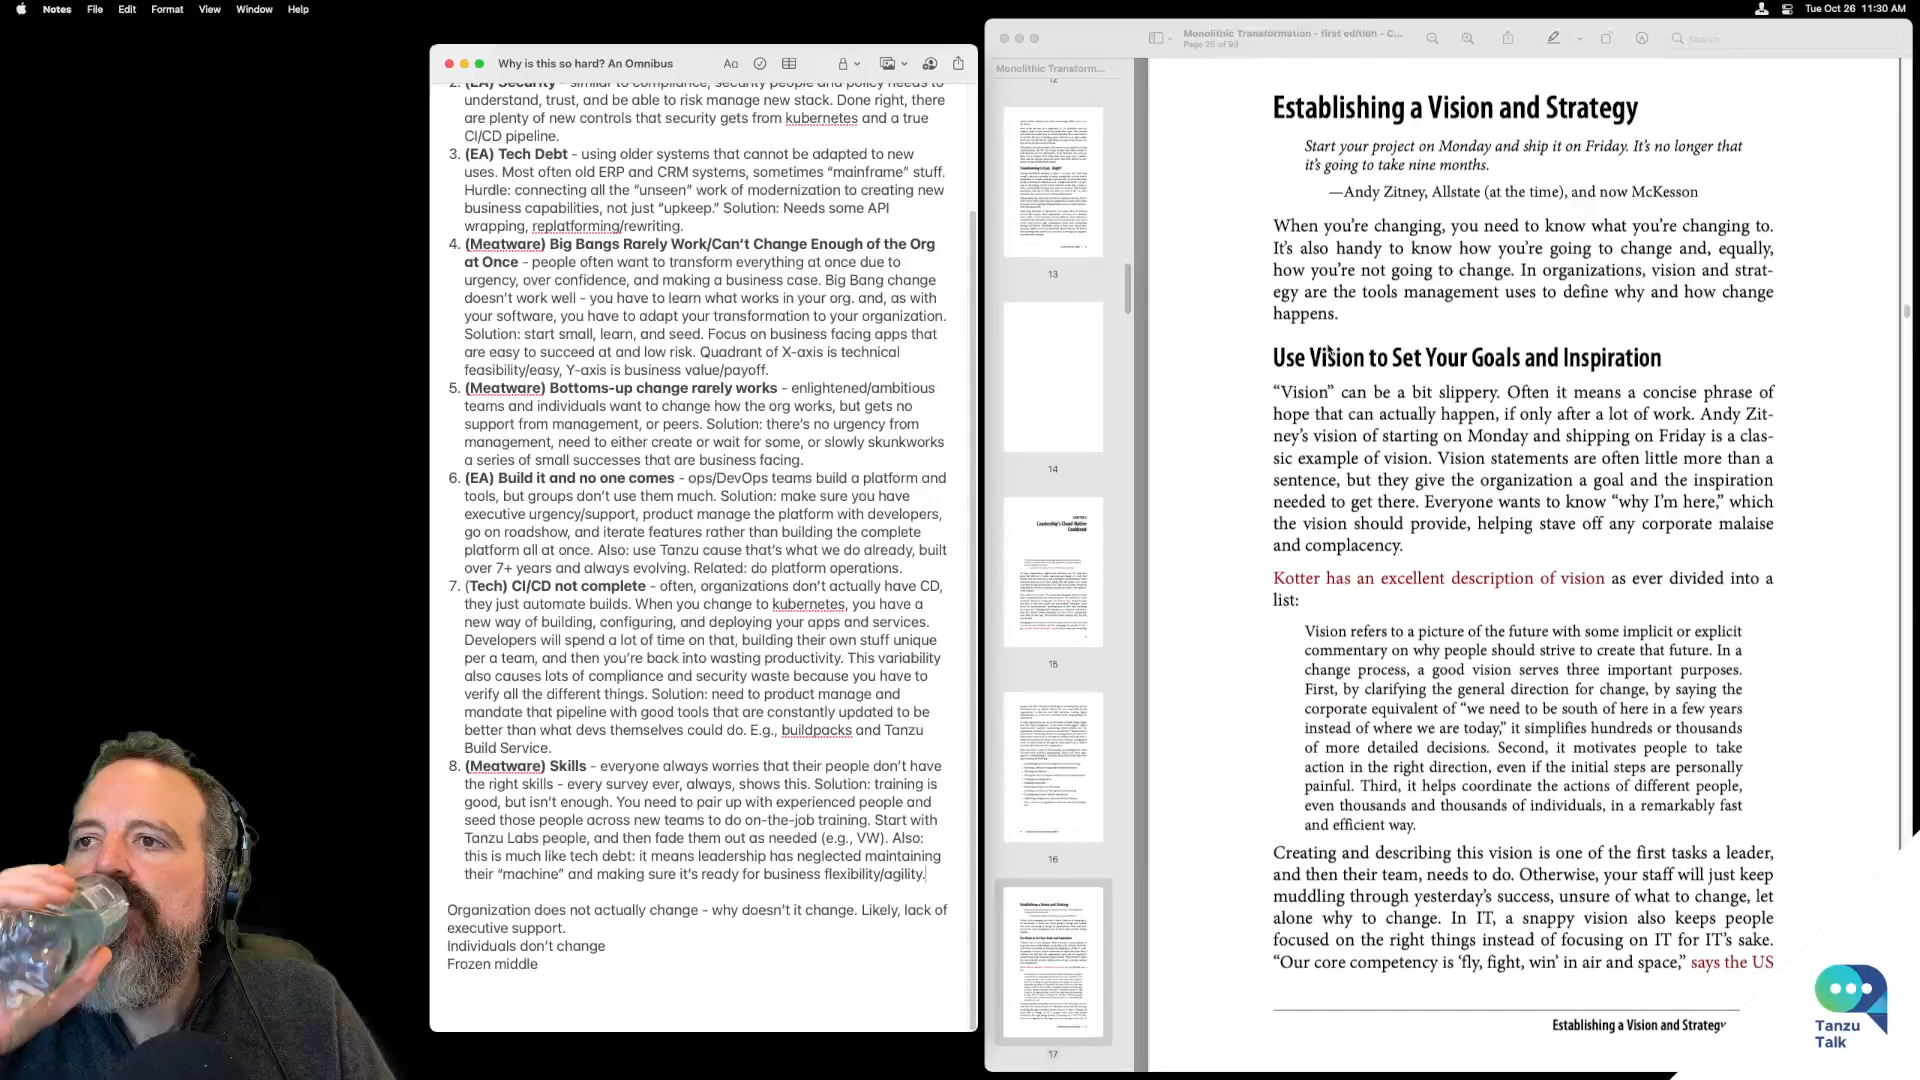 Notes File Edit Format View Window Help
Tue Oct 26 11:30 AM
Why is this so hard? An Omnibus
2. (EA) Security - similar to compliance, security people and policy needs to
understand, trust, and be able to risk manage new stack. Done right, there
are plenty of new controls that security gets from kubernetes and a true
CI/CD pipeline.
3. (EA) Tech Debt - using older systems that cannot be adapted to new
uses. Most often old ERP and CRM systems, sometimes “mainframe” stuff.
Hurdle: connecting all the “unseen” work of modernization to creating new
business capabilities, not just “upkeep.” Solution: Needs some API
wrapping, replatforming/rewriting.
4. (Meatware) Big Bangs Rarely Work/Can’t Change Enough of the Org
at Once - people often want to transform everything at once due to
urgency, over confidence, and making a business case. Big Bang change
doesn’t work well - you have to learn what works in your org. and, as with
your software, you have to adapt your transformation to your organization.
Solution: start small, learn, and seed. Focus on business facing apps that
are easy to succeed at and low risk. Quadrant of X-axis is technical
feasibility/easy, Y-axis is business value/payoff.
5. (Meatware) Bottoms-up change rarely works - enlightened/ambitious
teams and individuals want to change how the org works, but gets no
support from management, or peers. Solution: there’s no urgency from
management, need to either create or wait for some, or slowly skunkworks
a series of small successes that are business facing.
6. (EA) Build it and no one comes - ops/DevOps teams build a platform and
tools, but groups don’t use them much. Solution: make sure you have
executive urgency/support, product manage the platform with developers,
go on roadshow, and iterate features rather than building the complete
platform all at once. Also: use Tanzu cause that’s what we do already, built
over 7+ years and always evolving. Related: do platform operations.
7. (Tech) CI/CD not complete - often, organizations don’t actually have CD,
they just automate builds. When you change to kubernetes, you have a
new way of building, configuring, and deploying your apps and services.
Developers will spend a lot of time on that, building their own stuff unique
per a team, and then you’re back into wasting productivity. This variability
also causes lots of compliance and security waste because you have to
verify all the different things. Solution: need to product manage and
mandate that pipeline with good tools that are constantly updated to be
better than what devs themselves could do. E.g., buildpacks and Tanzu
Build Service.
8. (Meatware) Skills - everyone always worries that their people don’t have
the right skills - every survey ever, always, shows this. Solution: training is
good, but isn’t enough. You need to pair up with experienced people and
seed those people across new teams to do on-the-job training. Start with
Tanzu Labs people, and then fade them out as needed (e.g., VW). Also:
this is much like tech debt: it means leadership has neglected maintaining
their “machine” and making sure it’s ready for business flexibility/agility.
Organization does not actually change - why doesn’t it change. Likely, lack of
executive support.
Individuals don’t change
Frozen middle
Monolithic Transformation - first edition - C...
Page 25 of 99
Search
Monolithic Transform...
12
13
14
Leadership's Cloud-Native
Cookbook
15
16
Establishing a Vision and Strategy
17
Establishing a Vision and Strategy
Start your project on Monday and ship it on Friday. It’s no longer that
it’s going to take nine months.
—Andy Zitney, Allstate (at the time), and now McKesson
When you’re changing, you need to know what you’re changing to.
It’s also handy to know how you’re going to change and, equally,
how you’re not going to change. In organizations, vision and strat-
egy are the tools management uses to define why and how change
happens.
Use Vision to Set Your Goals and Inspiration
“Vision” can be a bit slippery. Often it means a concise phrase of
hope that can actually happen, if only after a lot of work. Andy Zit-
ney’s vision of starting on Monday and shipping on Friday is a clas-
sic example of vision. Vision statements are often little more than a
sentence, but they give the organization a goal and the inspiration
needed to get there. Everyone wants to know “why I’m here,” which
the vision should provide, helping stave off any corporate malaise
and complacency.
Kotter has an excellent description of vision as ever divided into a
list:
Vision refers to a picture of the future with some implicit or explicit
commentary on why people should strive to create that future. In a
change process, a good vision serves three important purposes.
First, by clarifying the general direction for change, by saying the
corporate equivalent of “we need to be south of here in a few years
instead of where we are today,” it simplifies hundreds or thousands
of more detailed decisions. Second, it motivates people to take
action in the right direction, even if the initial steps are personally
painful. Third, it helps coordinate the actions of different people,
even thousands and thousands of individuals, in a remarkably fast
and efficient way.
Creating and describing this vision is one of the first tasks a leader,
and then their team, needs to do. Otherwise, your staff will just keep
muddling through yesterday’s success, unsure of what to change, let
alone why to change. In IT, a snappy vision also keeps people
focused on the right things instead of focusing on IT for IT’s sake.
“Our core competency is ‘fly, fight, win’ in air and space,” says the US
Establishing a Vision and Strategy
Tanzu
Talk